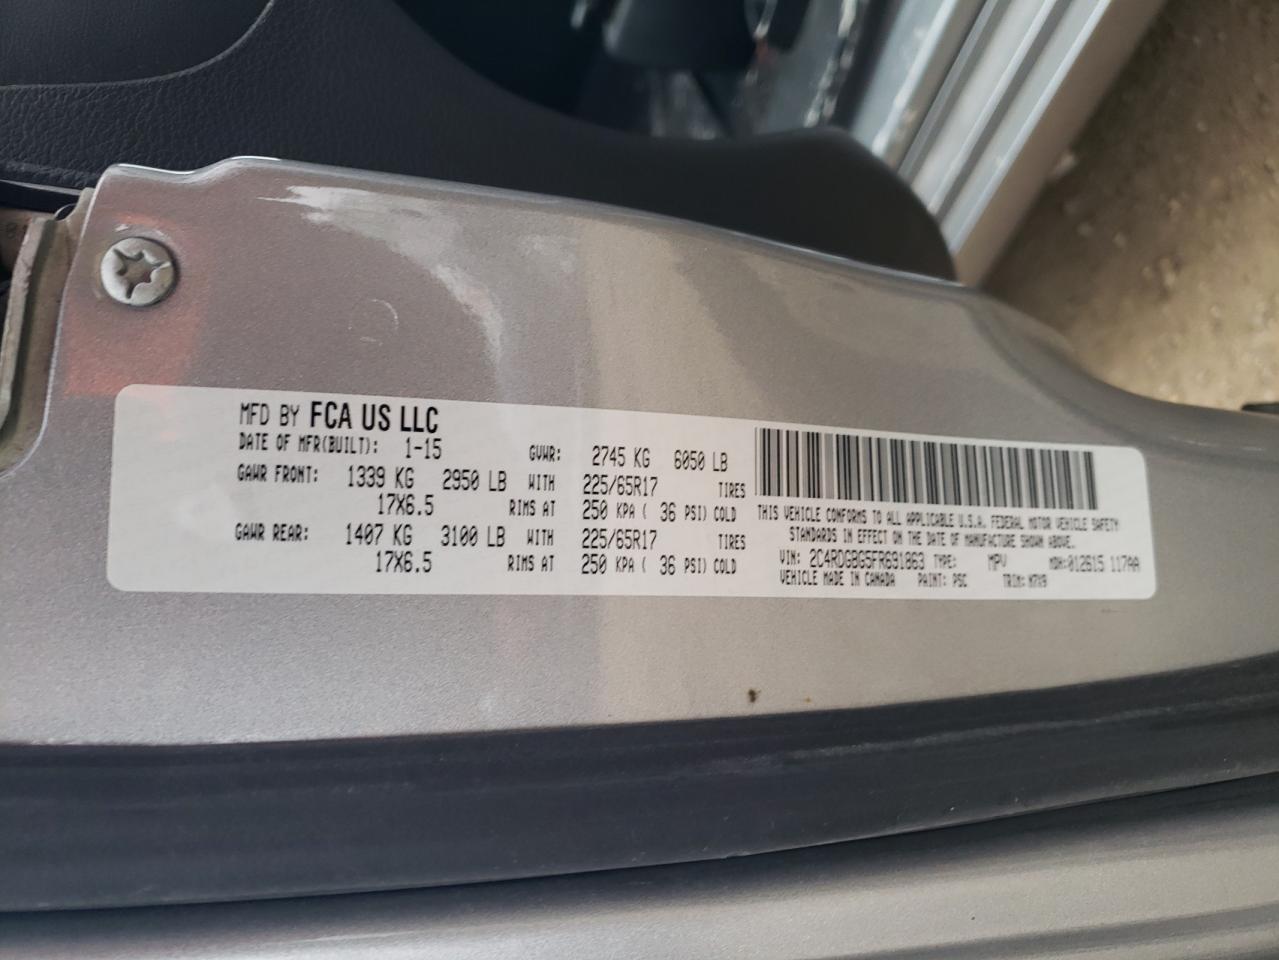 MFD BY FCA US LLC
DATE OF MFR(BUILT): 1-15 GVWR: 2745 KG 6050 LB
GAWR FRONT: 1339 KG 2950 LB WITH 225/65R17 TIRES
17X6.5 RIMS AT 250 KPA ( 36 PSI) COLD
GAWR REAR: 1407 KG 3100 LB WITH 225/65R17 TIRES
17X6.5 RIMS AT 250 KPA ( 36 PSI) COLD
THIS VEHICLE CONFORMS TO ALL APPLICABLE U.S.A. FEDERAL MOTOR VEHICLE SAFETY
STANDARDS IN EFFECT ON THE DATE OF MANUFACTURE SHOWN ABOVE.
VIN: 2C4RDGBG5FR691863 TYPE: MPV MDH:012615 117AA
VEHICLE MADE IN CANADA PAINT: PSC TRIM: